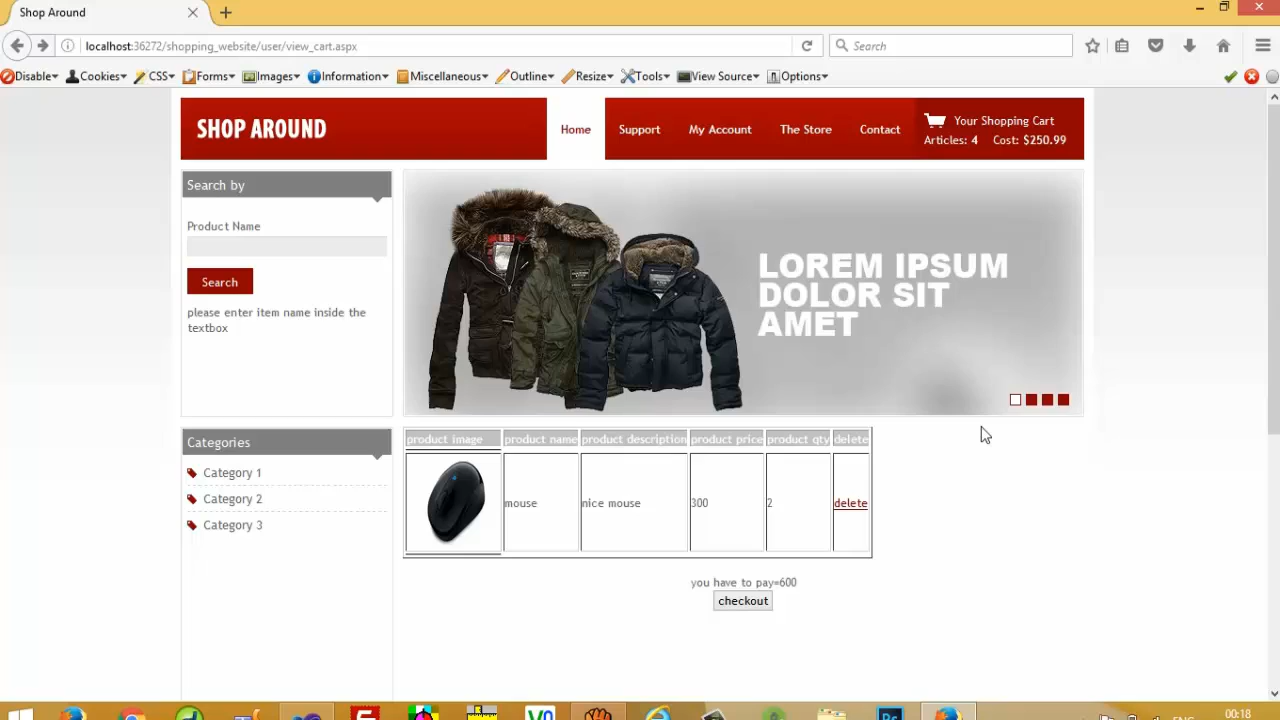 Shop Around
localhost:36272/shopping_website/user/view_cart.aspx
Search
Disable Cookies CSS Forms Images Information Miscellaneous Outline Resize Tools View Source Options
SHOP AROUND
Home Support My Account The Store Contact
Your Shopping Cart
Articles: 4 Cost: $250.99
Search by
Product Name
Search
please enter item name inside the
textbox
LOREM IPSUM
DOLOR SIT
AMET
Categories
Category 1
Category 2
Category 3
product image product name product description product price product qty delete
mouse nice mouse 300 2 delete
you have to pay=600
checkout
00:18